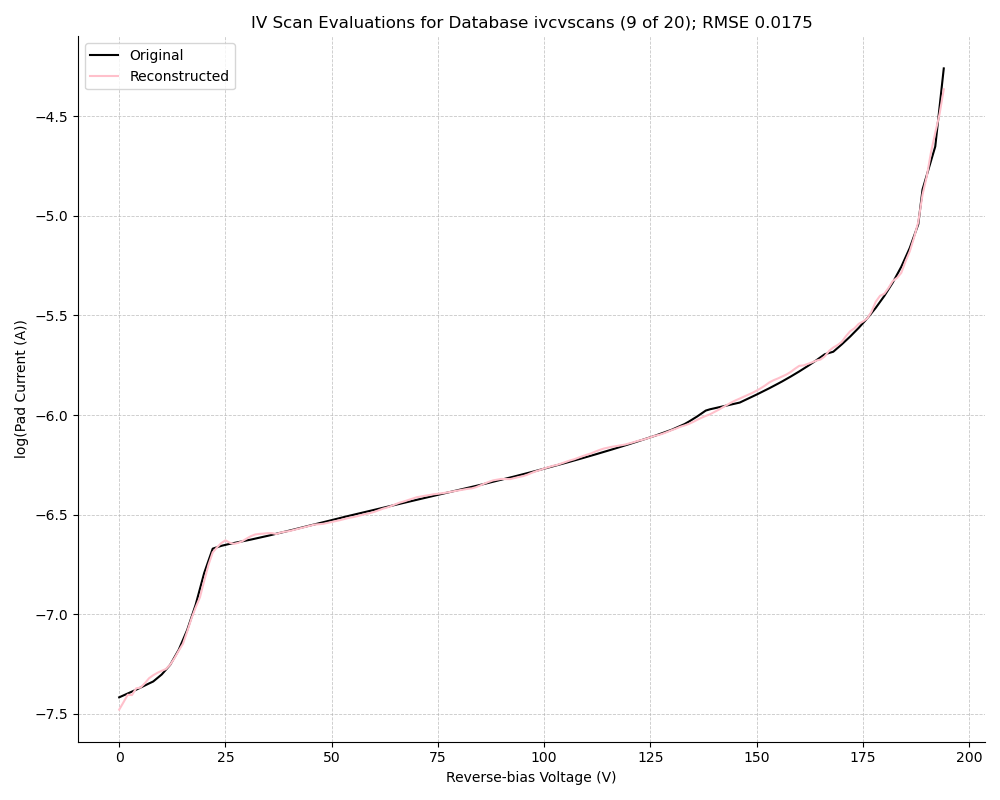 IV Scan Evaluations for Database ivcvscans (9 of 20); RMSE 0.0175
Original
Reconstructed
log(Pad Current (A))
−4.5
−5.0
−5.5
−6.0
−6.5
−7.0
−7.5
0 25 50 75 100 125 150 175 200
Reverse-bias Voltage (V)